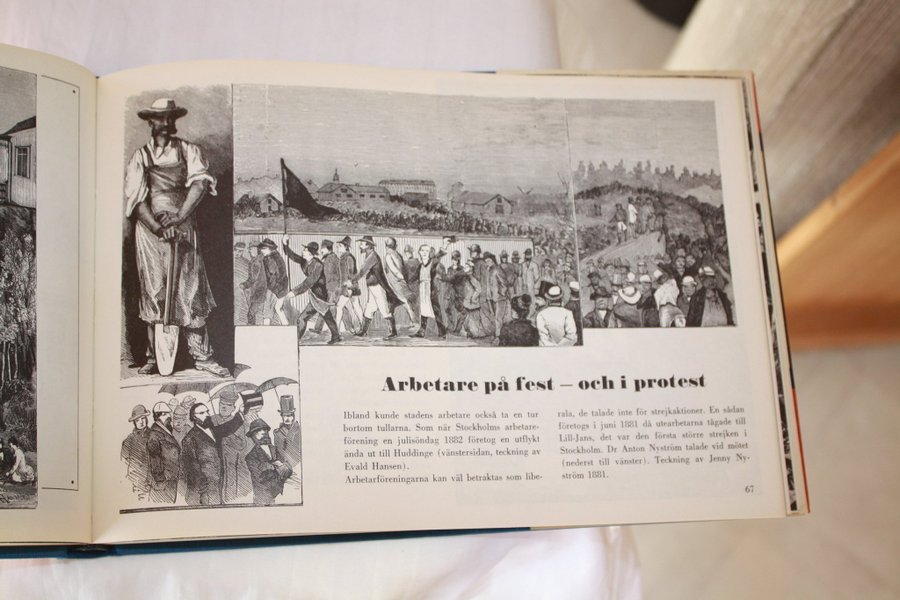 Arbetare på fest – och i protest
Ibland kunde stadens arbetare också ta en tur
bortom tullarna. Som när Stockholms arbetare-
förening en julisöndag 1882 företog en utflykt
ända ut till Huddinge (vänstersidan, teckning av
Evald Hansen).
Arbetarföreningarna kan väl betraktas som libe-
rala, de talade inte för strejkaktioner. En sådan
företogs i juni 1881 då utearbetarna tågade till
Lill-Jans, det var den första större strejken i
Stockholm. Dr Anton Nyström talade vid mötet
(nederst till vänster). Teckning av Jenny Ny-
ström 1881.
67